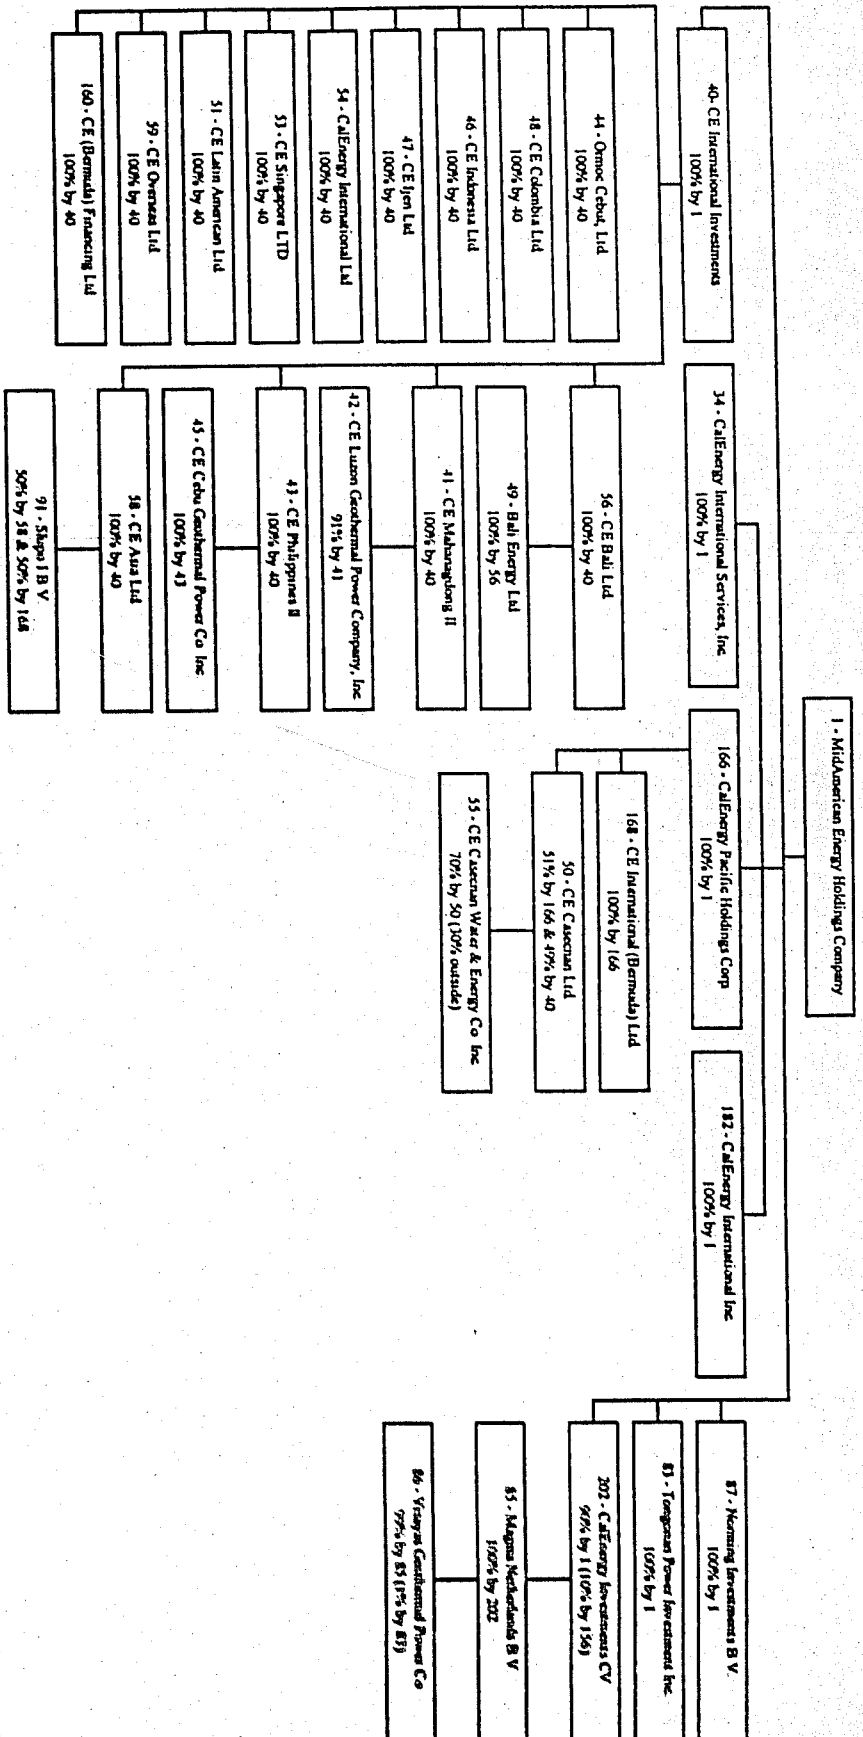 1 - MidAmerican Energy Holdings Company
40- CE International Investments
100% by 1
34 - CalEnergy International Services, Inc
100% by 1
166 - CalEnergy Pacific Holdings Corp
100% by 1
182 - CalEnergy International Inc
100% by 1
87 - Norming Investments B V.
100% by 1
83 - Tongonan Power Investment Inc.
100% by 1
202 - CalEnergy Investments CV
90% by 1 (10% by 156)
85 - Magma Netherlands B V
100% by 202
86 - Visayas Geothermal Power Co
99% by 85 (1% by 83)
168 - CE International (Bermuda) Ltd
100% by 166
50 - CE Casecnan Ltd
51% by 166 & 49% by 40
55 - CE Casecnan Water & Energy Co Inc
70% by 50 (30% outside)
56 - CE Bali Ltd
100% by 40
49 - Bali Energy Ltd
100% by 56
41 - CE Mahanagdong II
100% by 40
42 - CE Luzon Geothermal Power Company, Inc
91% by 41
43 - CE Philippines II
100% by 40
45 - CE Cebu Geothermal Power Co Inc
100% by 43
58 - CE Asia Ltd
100% by 40
91 - Slupo I B V
50% by 58 & 50% by 168
44 - Ormoc Cebut, Ltd
100% by 40
48 - CE Colombia Ltd
100% by 40
46 - CE Indonesia Ltd
100% by 40
47 - CE Ijen Ltd
100% by 40
54 - CalEnergy International Ltd
100% by 40
53 - CE Singapore LTD
100% by 40
51 - CE Latin American Ltd
100% by 40
59 - CE Overseas Ltd
100% by 40
160 - CE (Bermuda) Financing Ltd
100% by 40